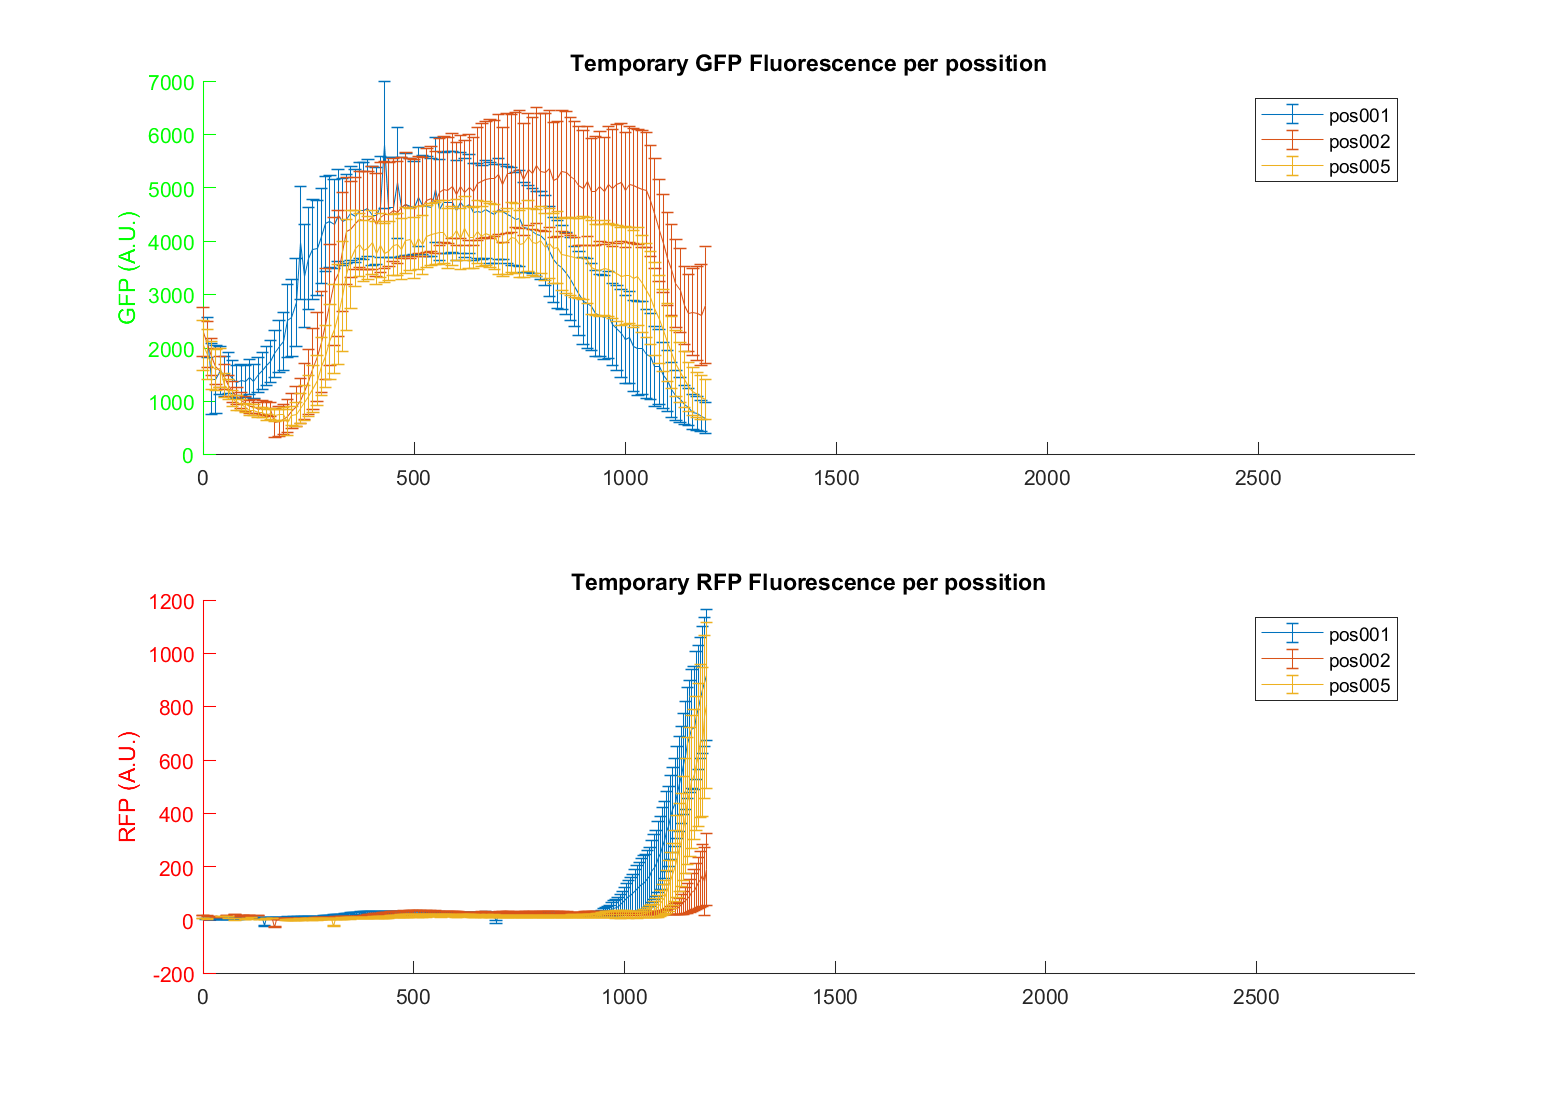 Temporary GFP Fluorescence per possition
7000
6000
5000
4000
3000
2000
1000
0
GFP (A.U.)
0 500 1000 1500 2000 2500
pos001
pos002
pos005
Temporary RFP Fluorescence per possition
1200
1000
800
600
400
200
0
-200
RFP (A.U.)
0 500 1000 1500 2000 2500
pos001
pos002
pos005